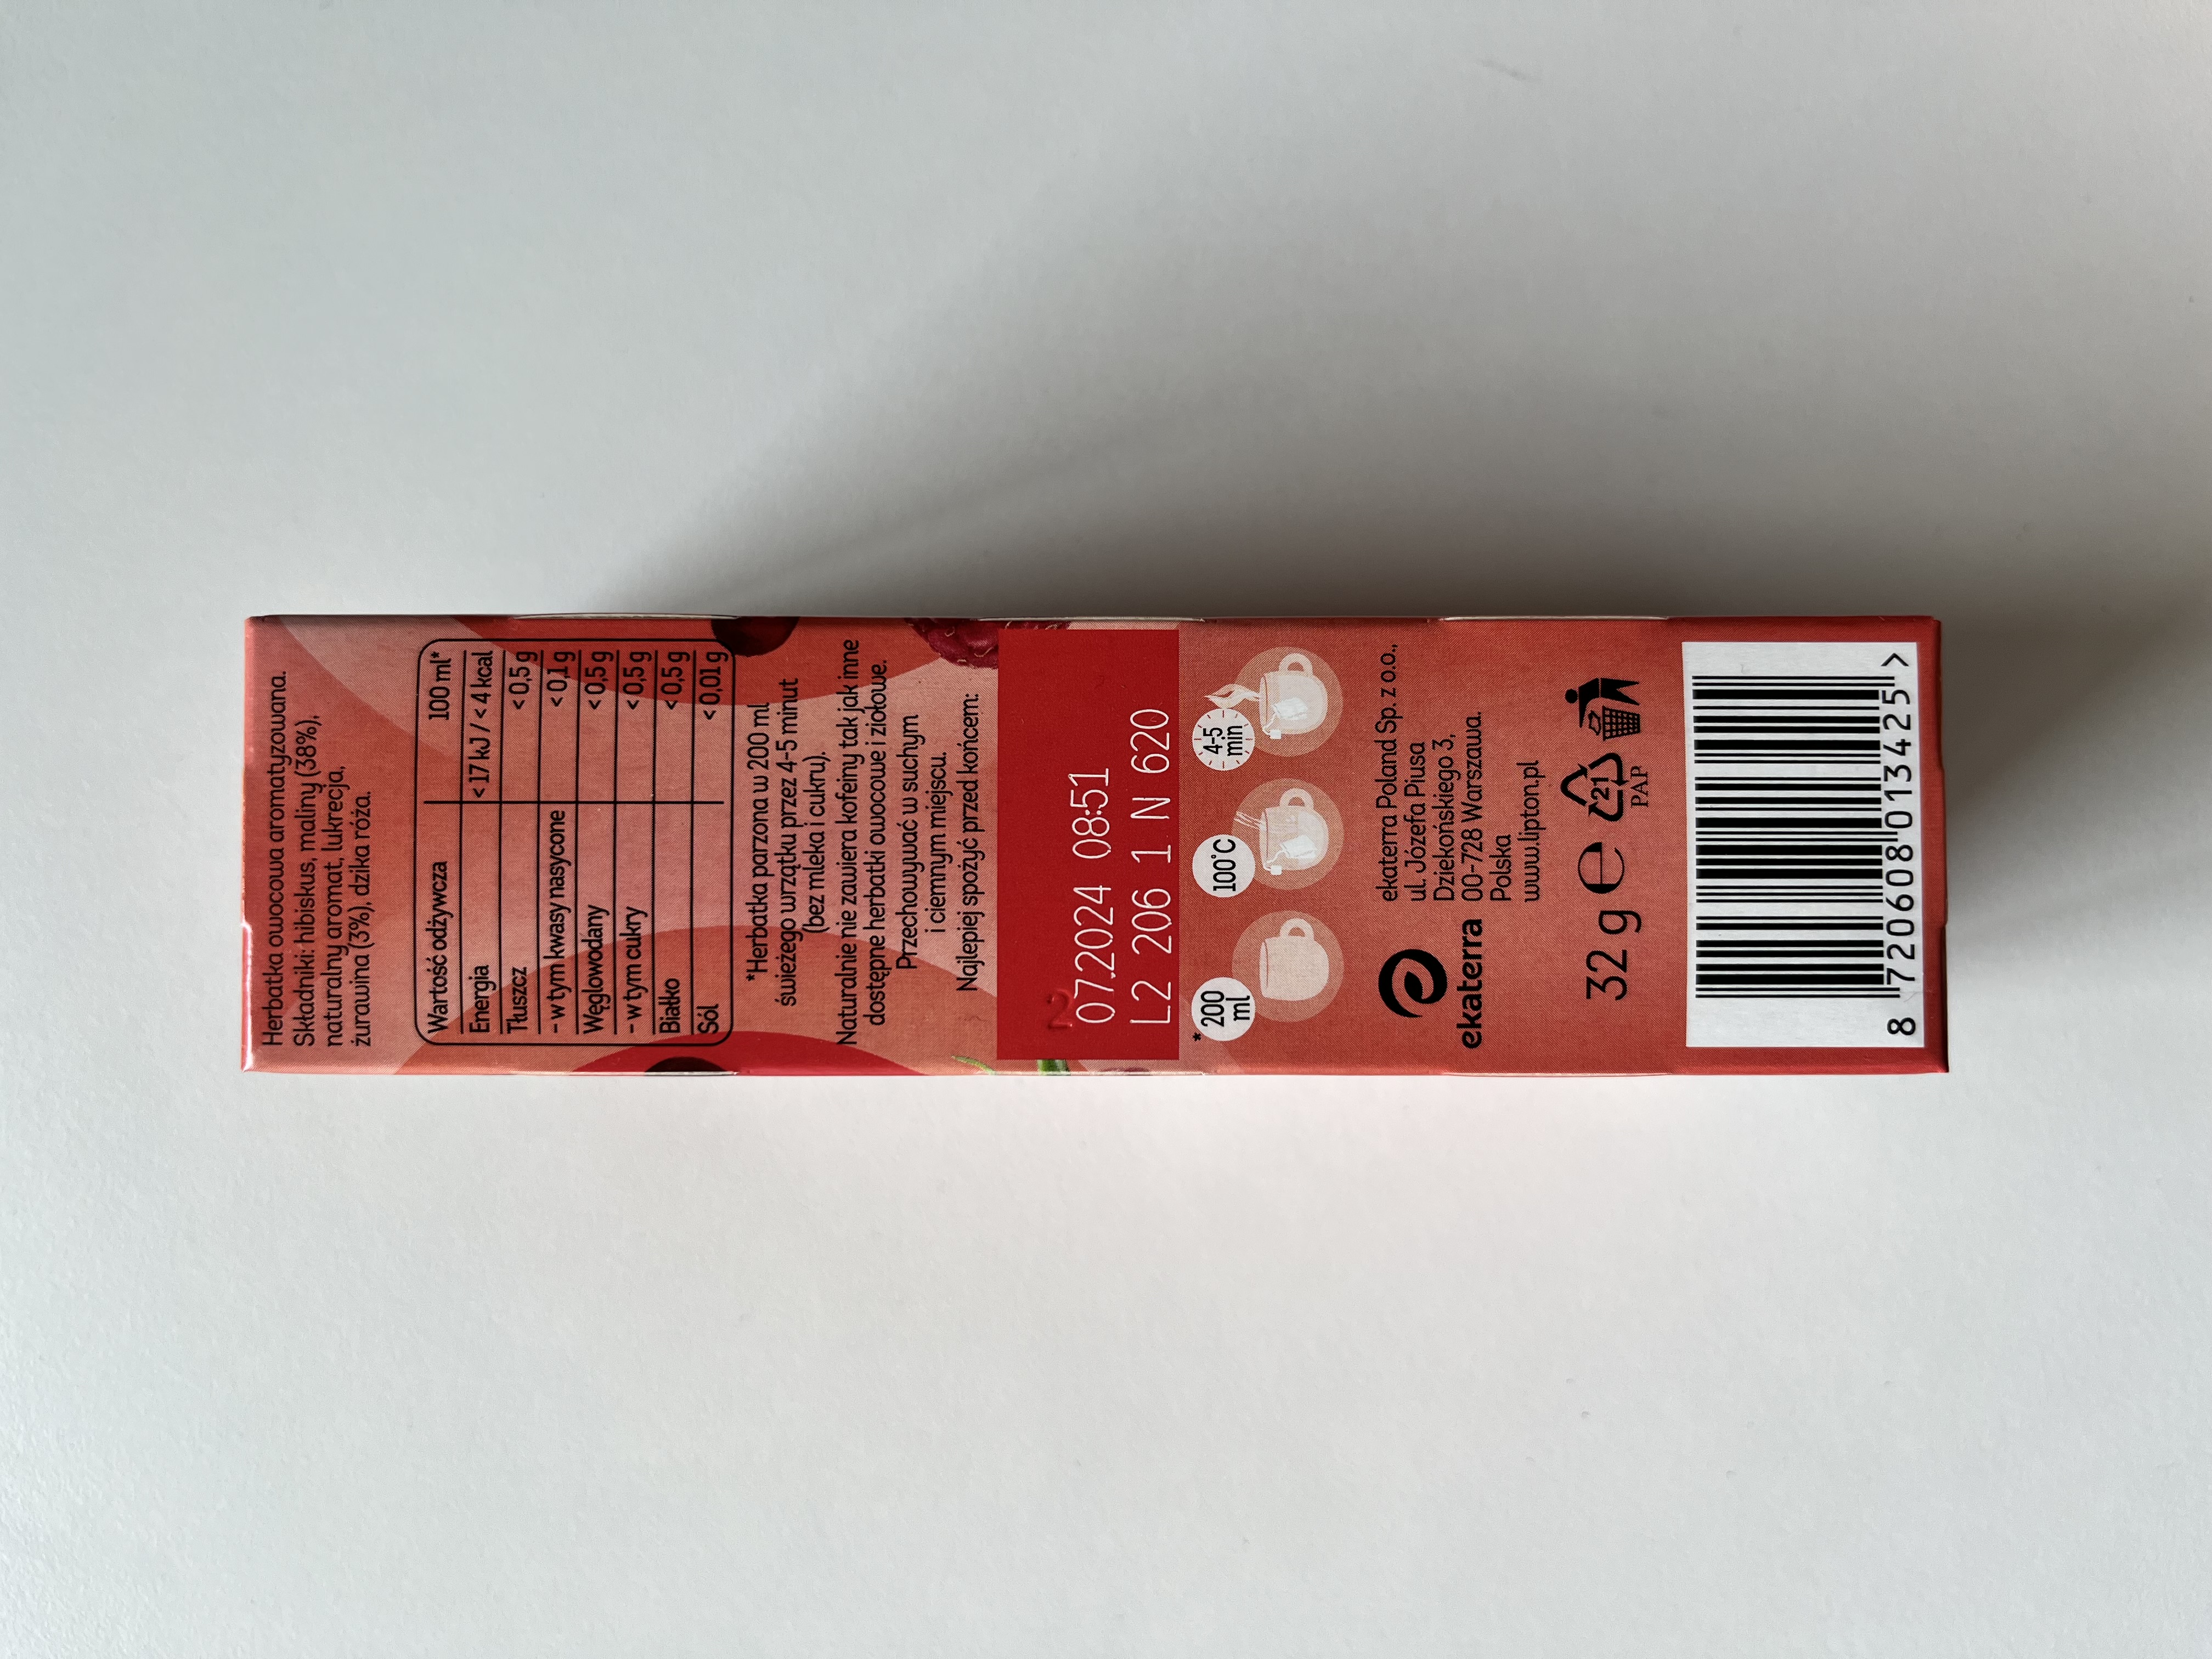 Herbatka owocowa aromatyzowana.
Składniki: hibiskus, maliny (38%),
naturalny aromat, lukrecja,
żurawina (3%), dzika róża.
Wartość odżywcza 100 ml*
Energia < 17 kJ / < 4 kcal
Tłuszcz < 0,5 g
- w tym kwasy nasycone < 0,1 g
Węglowodany < 0,5 g
- w tym cukry < 0,5 g
Białko < 0,5 g
Sól < 0,01 g
*Herbatka parzona w 200 ml
świeżego wrzątku przez 4-5 minut
(bez mleka i cukru).
Naturalnie nie zawiera kofeiny tak jak inne
dostępne herbatki owocowe i ziołowe.
Przechowywać w suchym
i ciemnym miejscu.
Najlepiej spożyć przed końcem:
2
07.2024 08:51
L2 206 1 N 620
* 200 ml
100°C
4-5 min
ekaterra
ekaterra Poland Sp. z o.o.,
ul. Józefa Piusa
Dziekońskiego 3,
00-728 Warszawa.
Polska
www.lipton.pl
32 g e
21
PAP
8 720608 013425 >